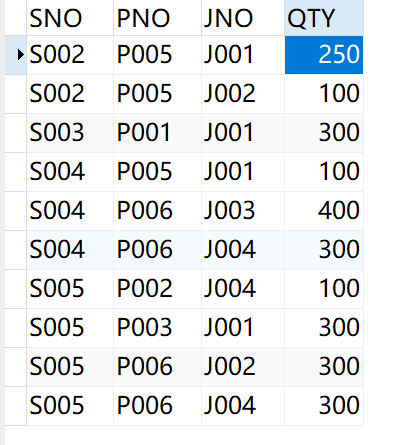 SNO PNO JNO QTY
S002 P005 J001 250
S002 P005 J002 100
S003 P001 J001 300
S004 P005 J001 100
S004 P006 J003 400
S004 P006 J004 300
S005 P002 J004 100
S005 P003 J001 300
S005 P006 J002 300
S005 P006 J004 300